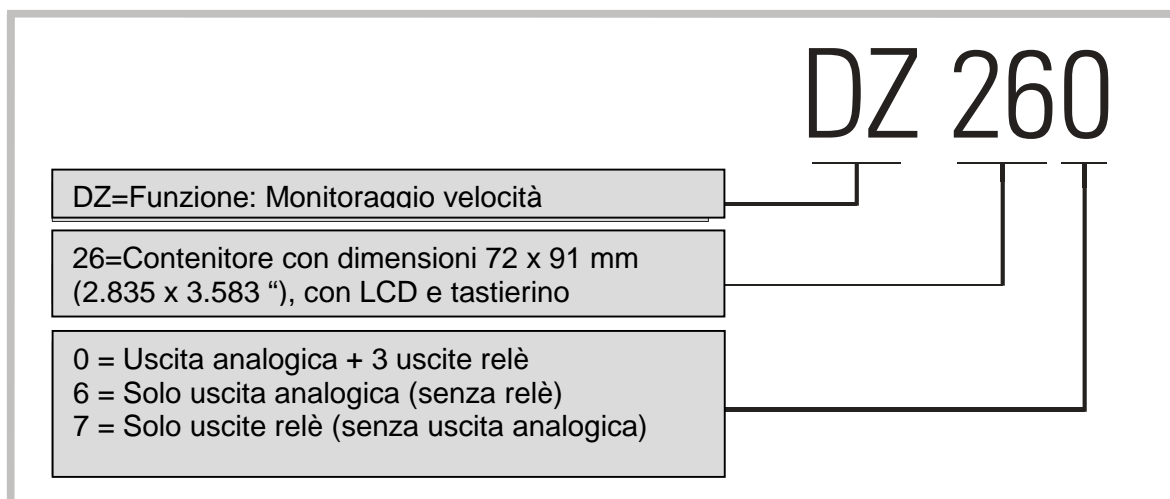 DZ 260
DZ=Funzione: Monitoraggio velocità
26=Contenitore con dimensioni 72 x 91 mm
(2.835 x 3.583 “), con LCD e tastierino
0 = Uscita analogica + 3 uscite relè
6 = Solo uscita analogica (senza relè)
7 = Solo uscite relè (senza uscita analogica)